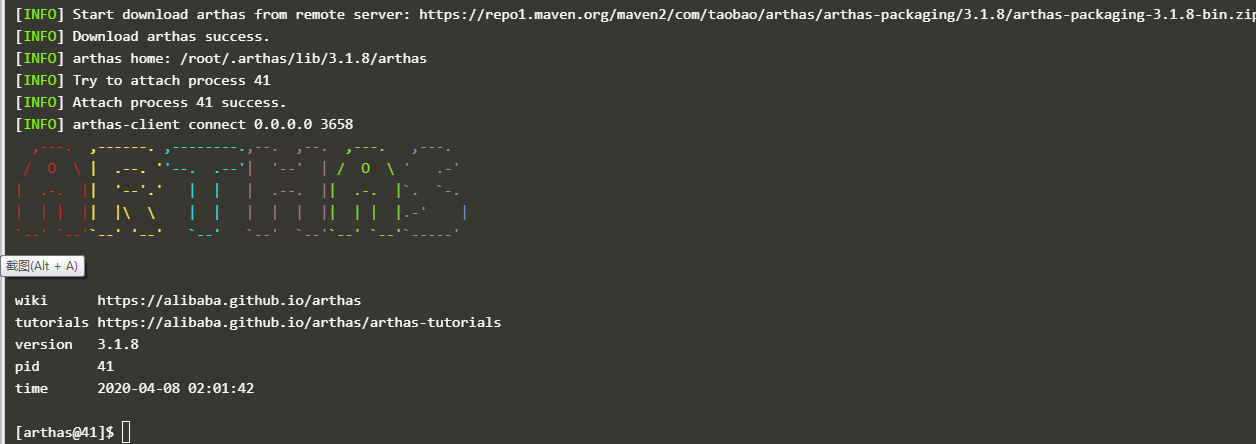 [INFO] Start download arthas from remote server: https://repo1.maven.org/maven2/com/taobao/arthas/arthas-packaging/3.1.8/arthas-packaging-3.1.8-bin.zip
[INFO] Download arthas success.
[INFO] arthas home: /root/.arthas/lib/3.1.8/arthas
[INFO] Try to attach process 41
[INFO] Attach process 41 success.
[INFO] arthas-client connect 0.0.0.0 3658
ARTHAS
截图(Alt + A)
wiki https://alibaba.github.io/arthas
tutorials https://alibaba.github.io/arthas/arthas-tutorials
version 3.1.8
pid 41
time 2020-04-08 02:01:42
[arthas@41]$